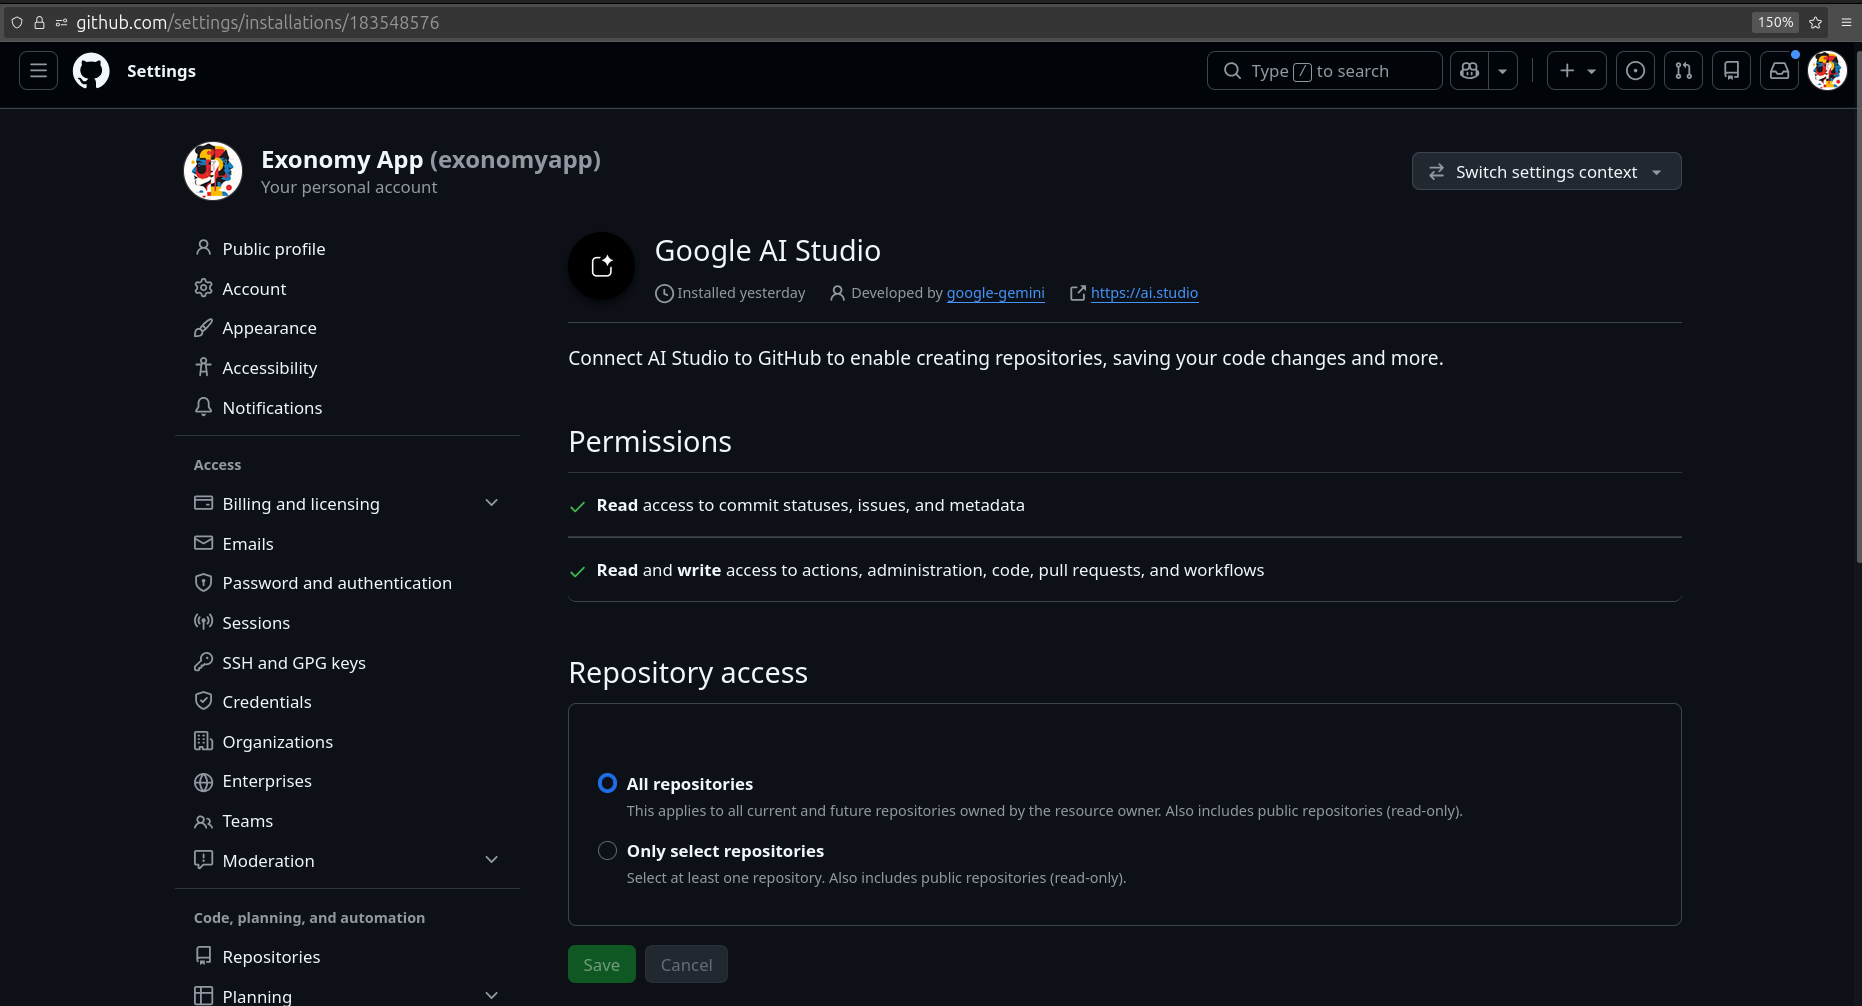 github.com/settings/installations/183548576
150%
Settings
Type / to search
Exonomy App (exonomyapp)
Your personal account
Switch settings context
Public profile
Account
Appearance
Accessibility
Notifications
Access
Billing and licensing
Emails
Password and authentication
Sessions
SSH and GPG keys
Credentials
Organizations
Enterprises
Teams
Moderation
Code, planning, and automation
Repositories
Planning
Google AI Studio
Installed yesterday
Developed by google-gemini
https://ai.studio
Connect AI Studio to GitHub to enable creating repositories, saving your code changes and more.
Permissions
Read access to commit statuses, issues, and metadata
Read and write access to actions, administration, code, pull requests, and workflows
Repository access
All repositories
This applies to all current and future repositories owned by the resource owner. Also includes public repositories (read-only).
Only select repositories
Select at least one repository. Also includes public repositories (read-only).
Save
Cancel